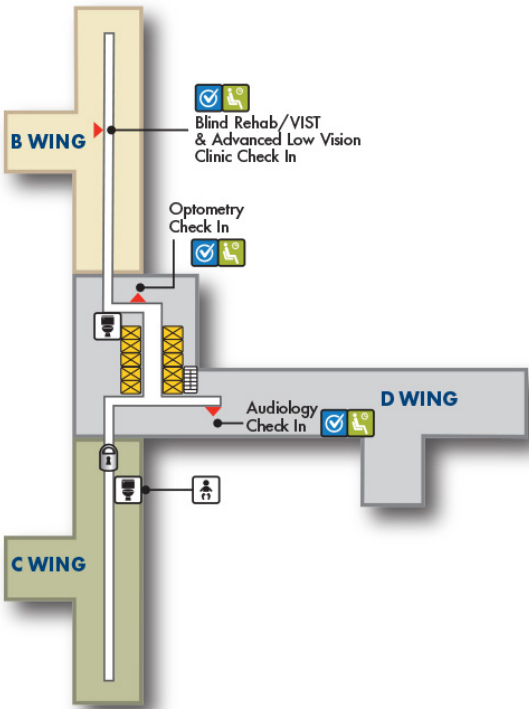 B WING
Blind Rehab/VIST
& Advanced Low Vision
Clinic Check In
Optometry
Check In
D WING
Audiology
Check In
C WING